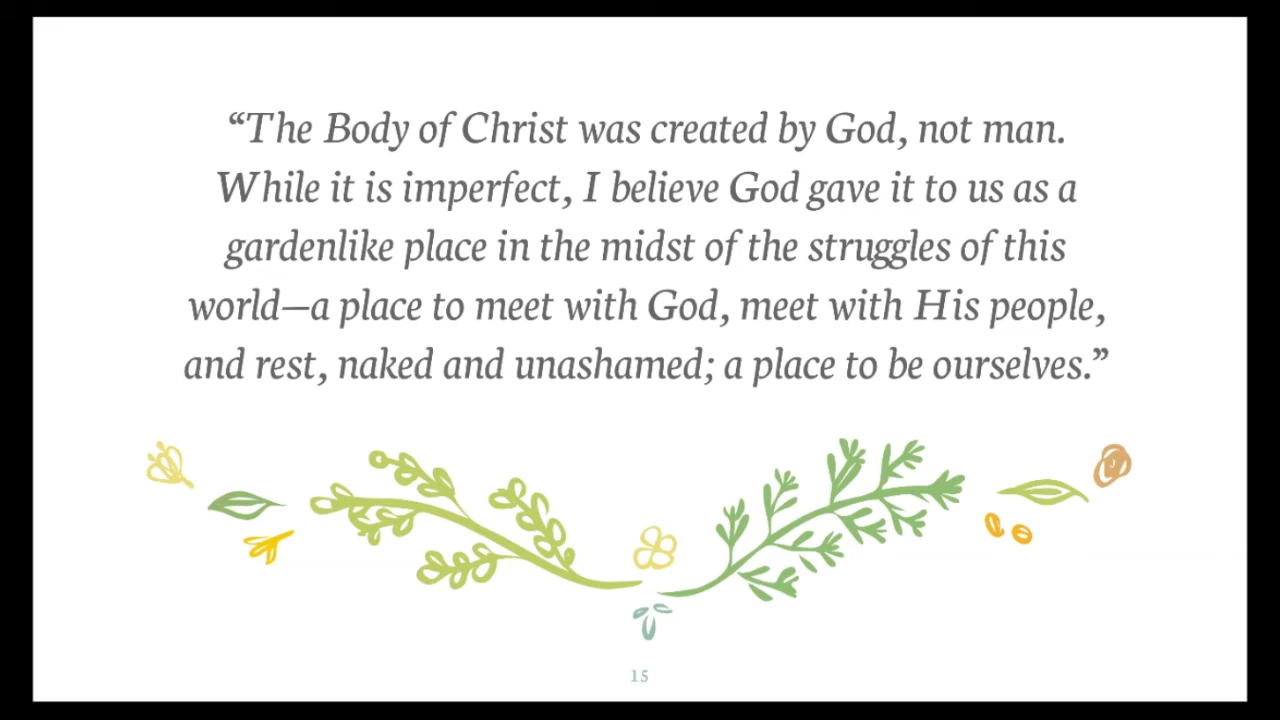 “The Body of Christ was created by God, not man.
While it is imperfect, I believe God gave it to us as a
gardenlike place in the midst of the struggles of this
world—a place to meet with God, meet with His people,
and rest, naked and unashamed; a place to be ourselves.”
15